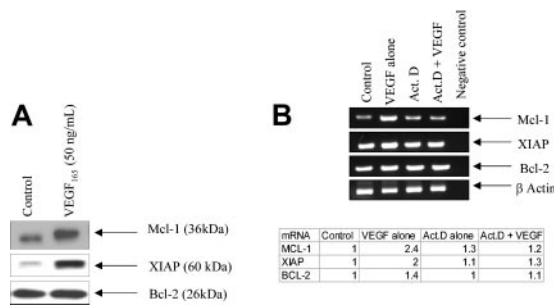 A
Control
VEGF165 (50 ng/mL)
Mcl-1 (36kDa)
XIAP (60 kDa)
Bcl-2 (26kDa)
B
Control
VEGF alone
Act. D
Act.D + VEGF
Negative control
Mcl-1
XIAP
Bcl-2
β Actin
mRNA Control VEGF alone Act.D alone Act.D + VEGF
MCL-1 1 2.4 1.3 1.2
XIAP 1 2 1.1 1.3
BCL-2 1 1.4 1 1.1